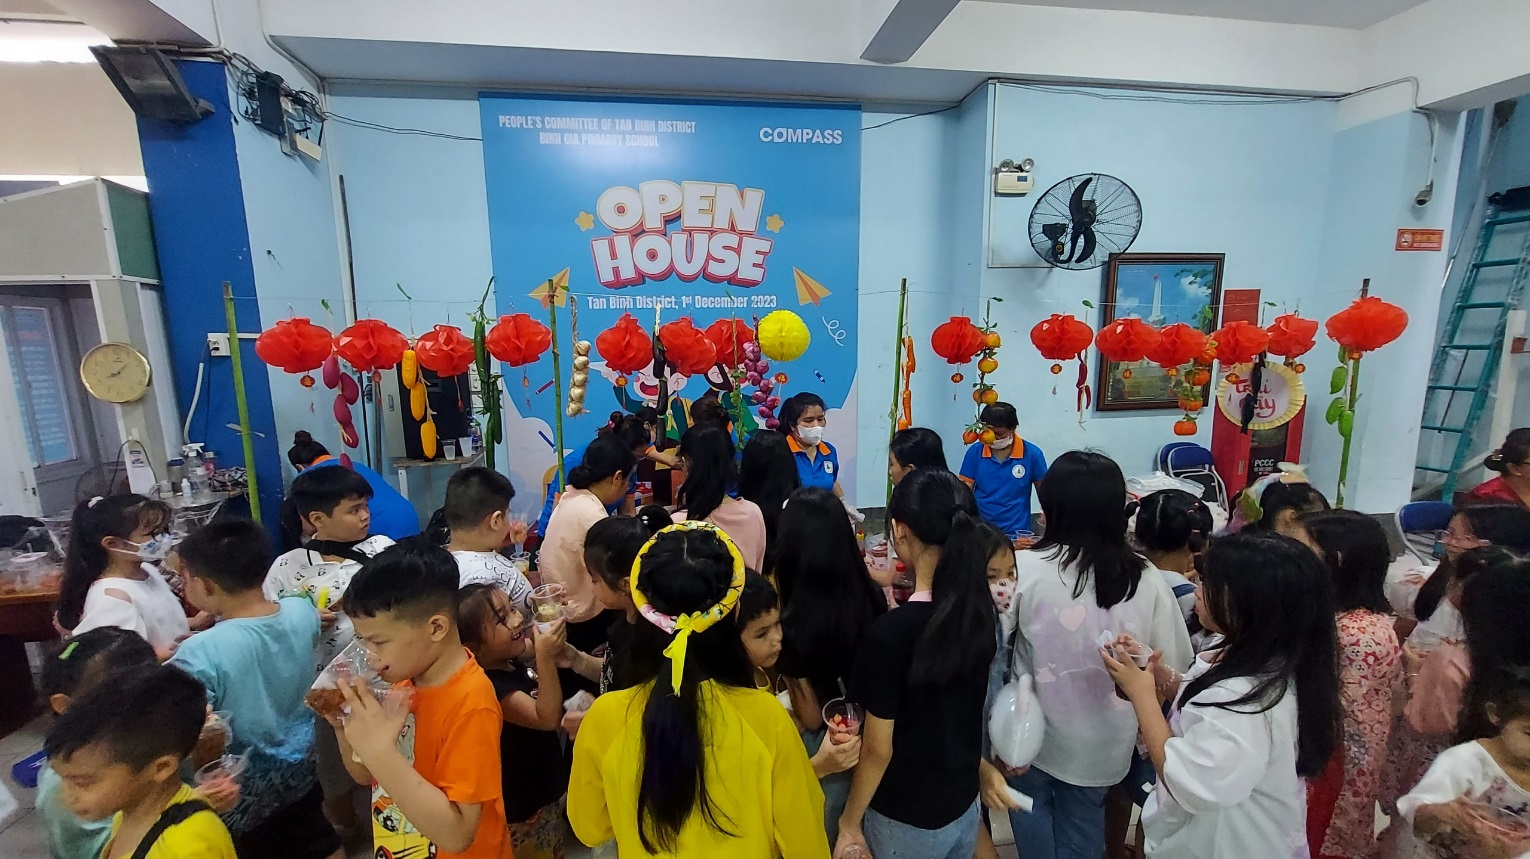 PEOPLE'S COMMITTEE OF TAN BINH DISTRICT
BINH GIA PRIMARY SCHOOL
COMPASS
OPEN
HOUSE
Tan Binh District, 1st December 2023
PCCC